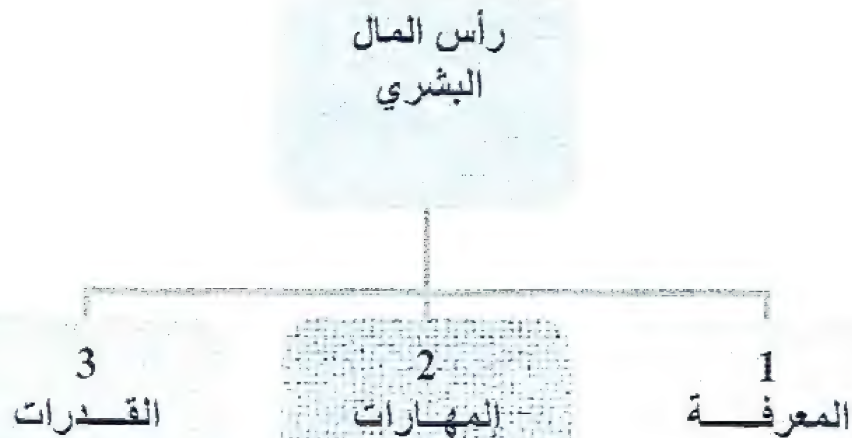 رأس المال
البشري
1
المعرفة
2
المهارات
3
القدرات